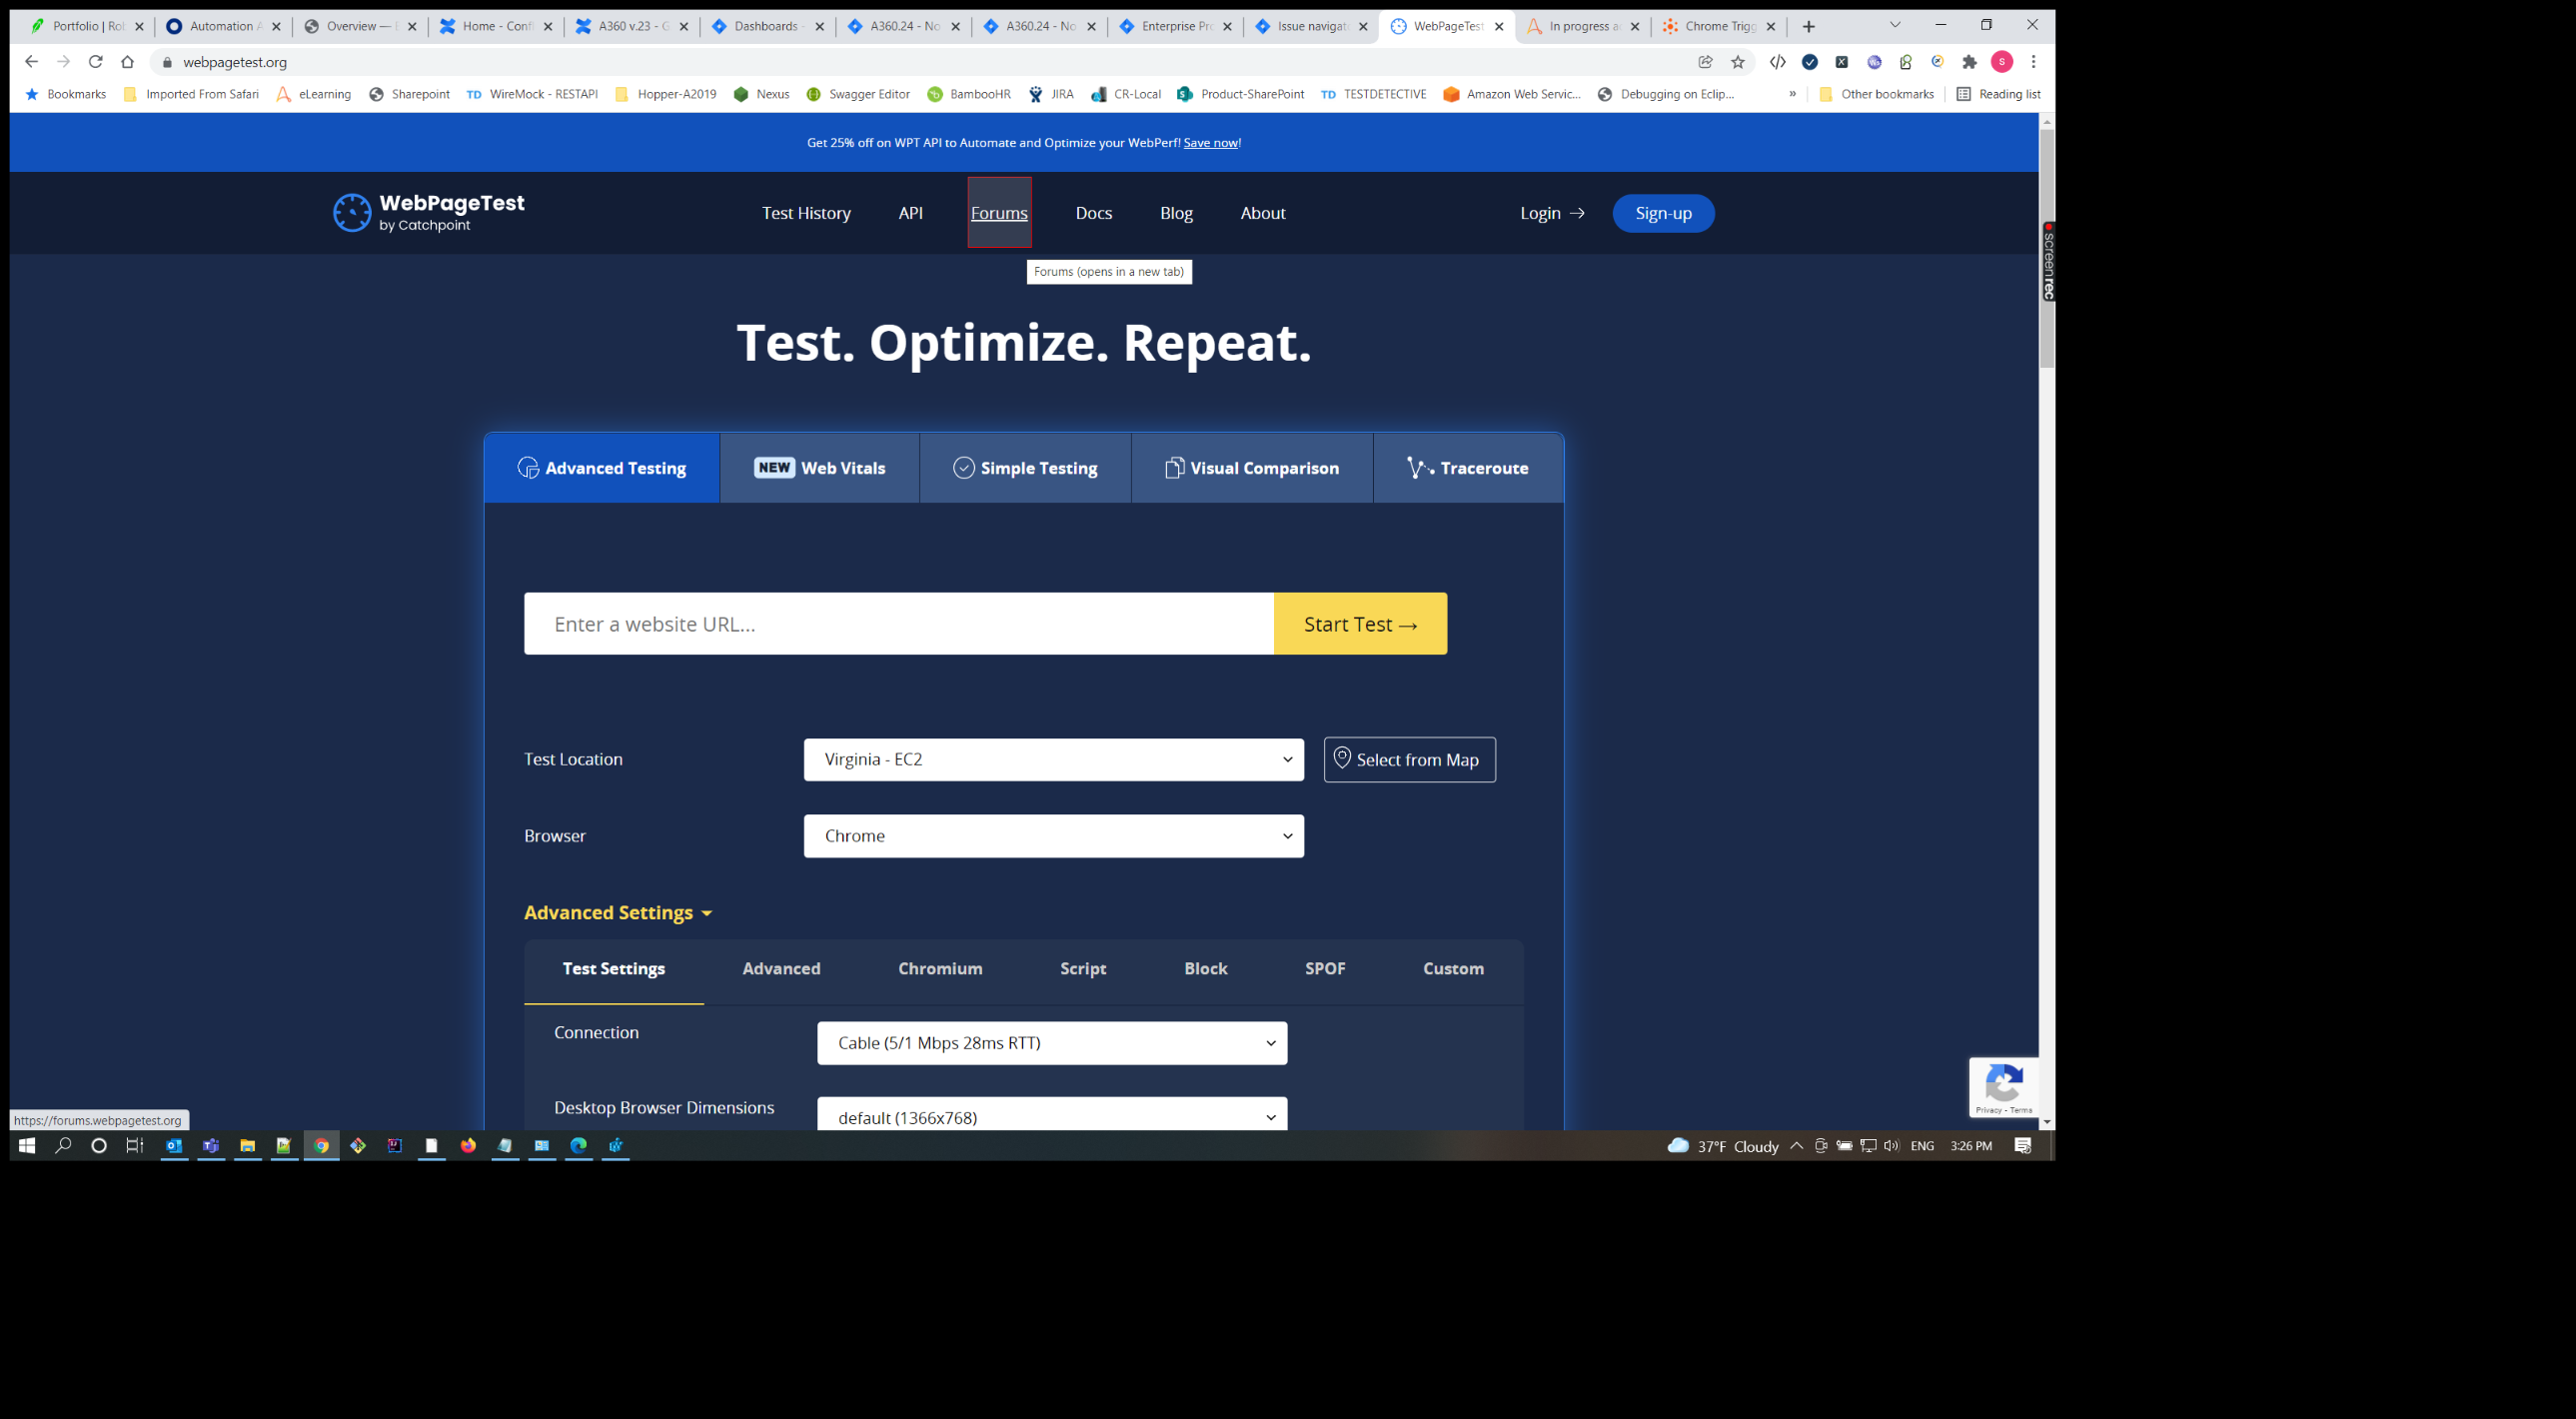 Portfolio | Rob
Automation A
Overview — E
Home - Confl
A360 v.23 - G
Dashboards -
A360.24 - No
A360.24 - No
Enterprise Pro
Issue navigato
WebPageTest
In progress a
Chrome Trigg
webpagetest.org
S
Bookmarks Imported From Safari eLearning Sharepoint TD WireMock - RESTAPI Hopper-A2019 Nexus Swagger Editor BambooHR JIRA CR-Local Product-SharePoint TD TESTDETECTIVE Amazon Web Servic... Debugging on Eclip... » Other bookmarks Reading list
Get 25% off on WPT API to Automate and Optimize your WebPerf! Save now!
WebPageTest
by Catchpoint
Test History API Forums Docs Blog About Login → Sign-up
Forums (opens in a new tab)
screenrec
Test. Optimize. Repeat.
Advanced Testing NEW Web Vitals Simple Testing Visual Comparison Traceroute
Enter a website URL... Start Test →
Test Location Virginia - EC2 Select from Map
Browser Chrome
Advanced Settings
Test Settings Advanced Chromium Script Block SPOF Custom
Connection Cable (5/1 Mbps 28ms RTT)
Desktop Browser Dimensions default (1366x768)
Privacy - Terms
https://forums.webpagetest.org
37°F Cloudy ENG 3:26 PM